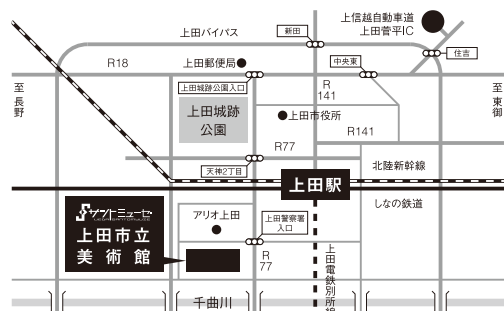 上信越自動車道
上田菅平IC
上田バイパス
新田
住吉
R18
上田郵便局
中央東
至長野
至東御
上田城跡公園入口
R
141
上田城跡
公園
上田市役所
R141
R77
天神2丁目
北陸新幹線
上田駅
しなの鉄道
サントミューゼ
上田市立
美術館
アリオ上田
上田警察署
入口
R
77
上田電鉄別所線
千曲川